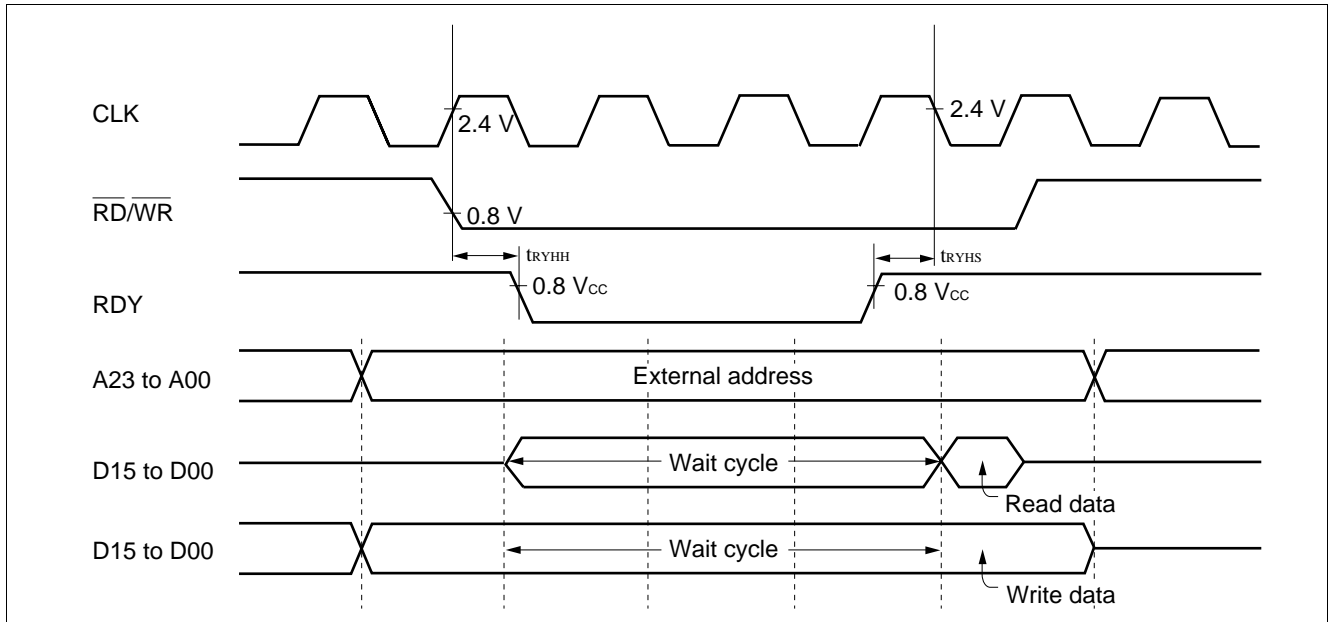 CLK
2.4 V
2.4 V
RD/WR
0.8 V
tRYHH
tRYHS
RDY
0.8 VCC
0.8 VCC
A23 to A00
External address
D15 to D00
Wait cycle
Read data
D15 to D00
Wait cycle
Write data